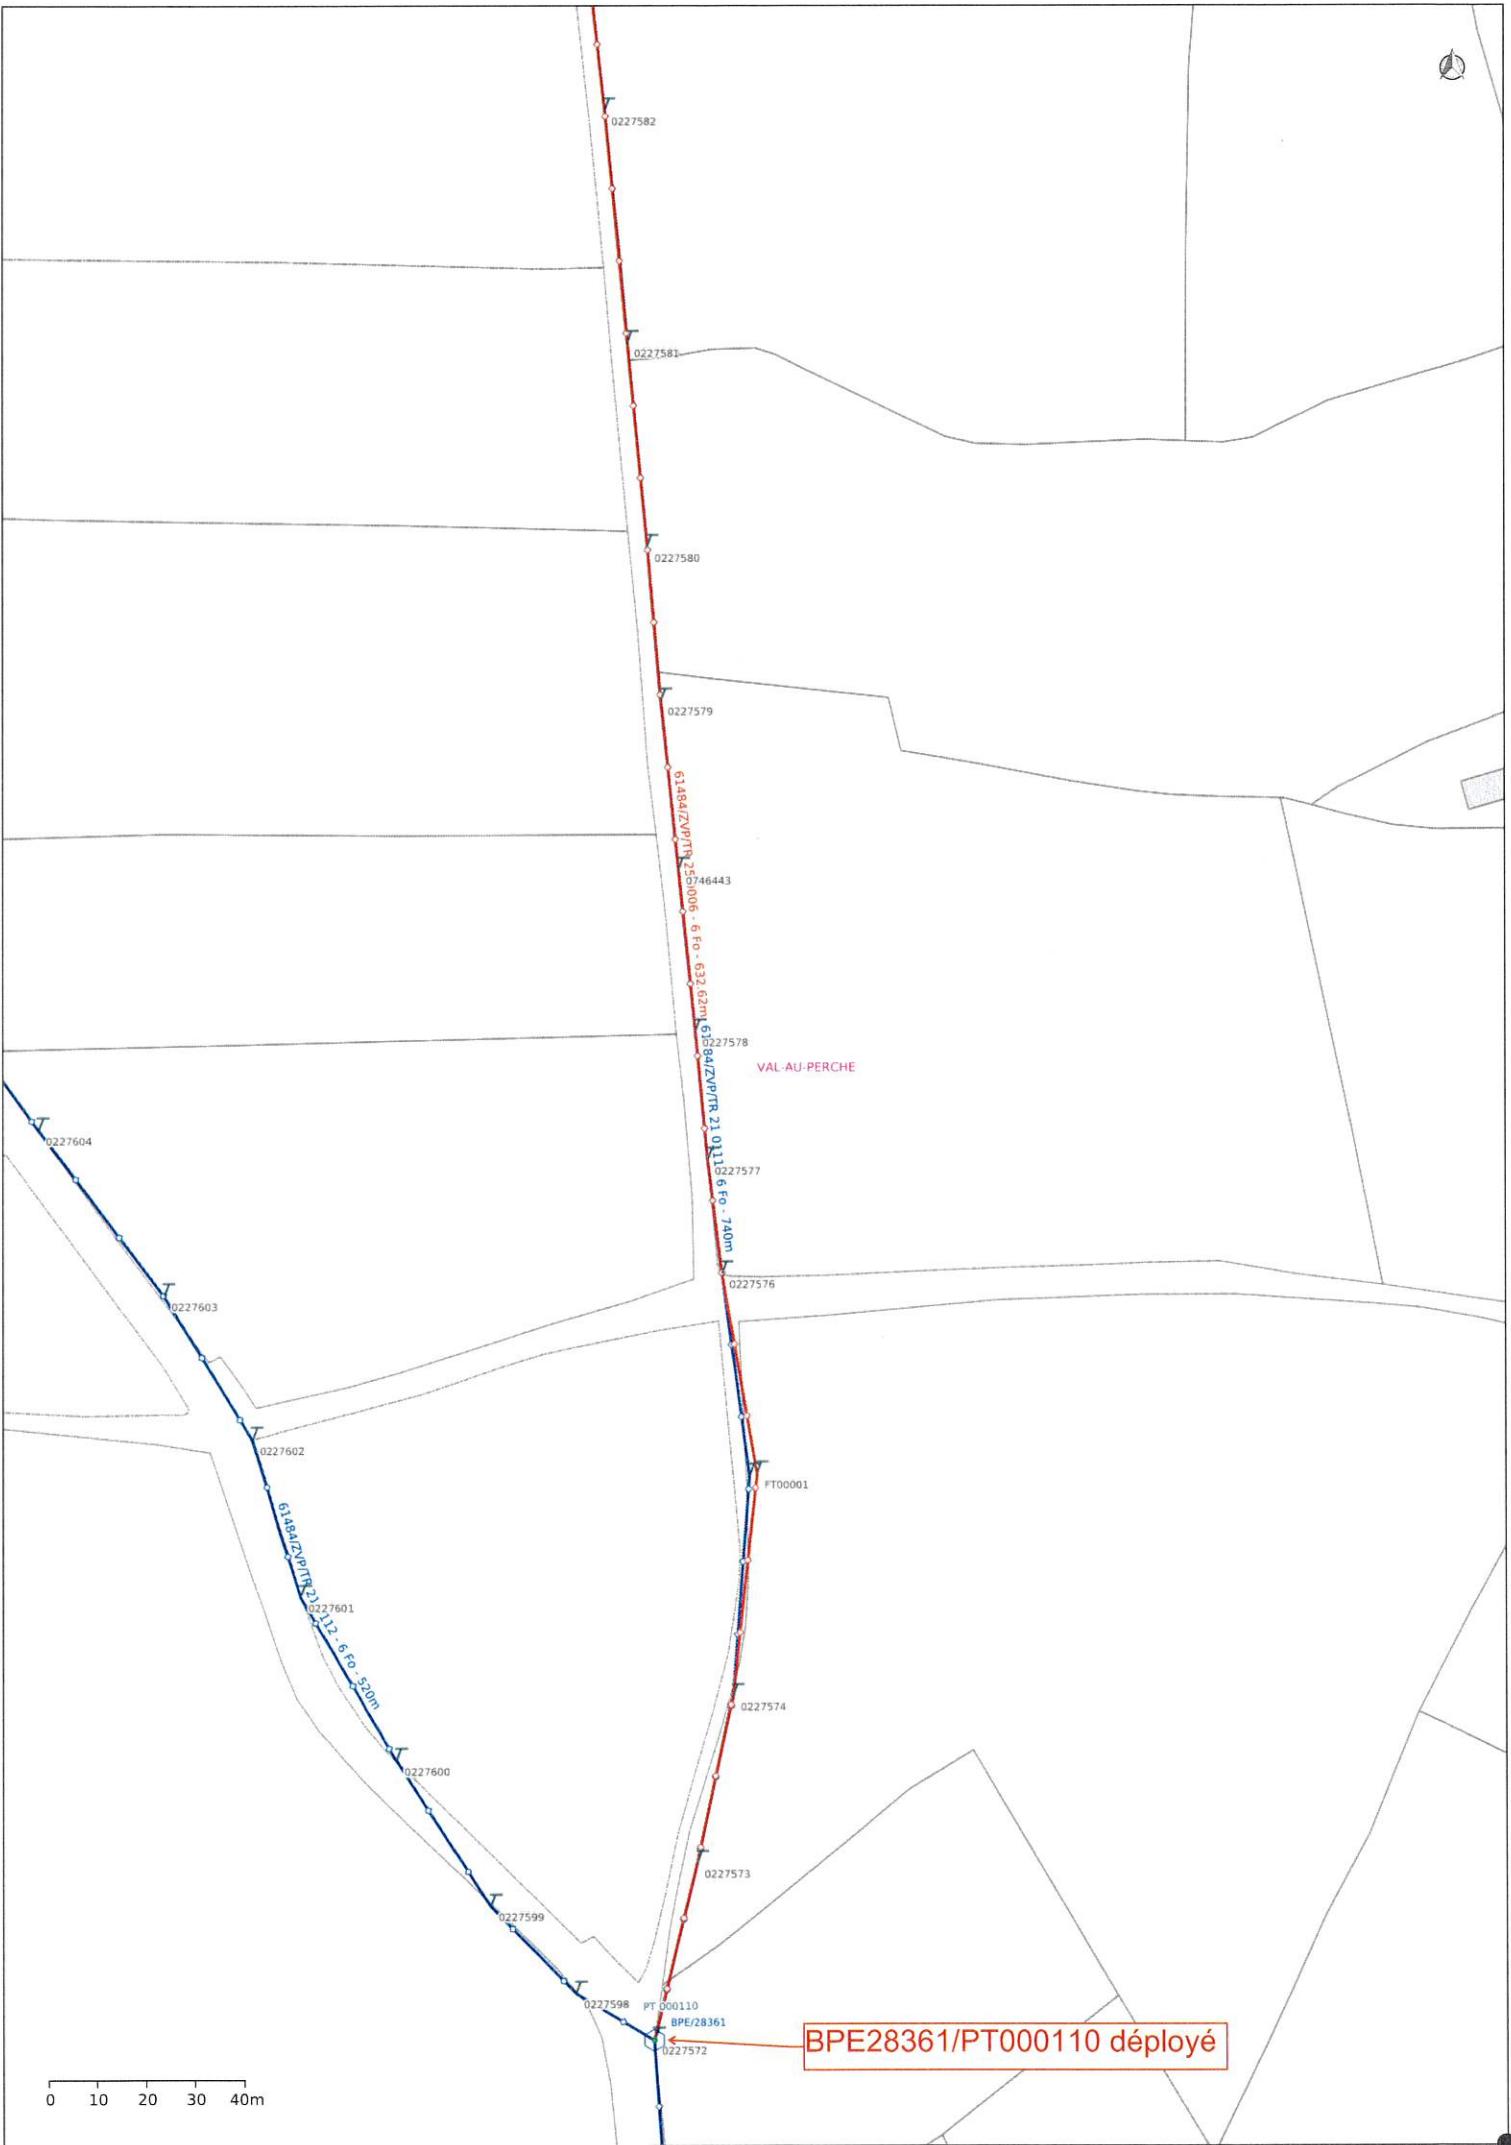 0227582
0227581
0227580
0227579
61484/ZVP/TR 25 0006 - 6 Fo - 632,62m
0746443
0227578
61484/ZVP/TR 21 0111 6 Fo - 740m
VAL-AU-PERCHE
0227577
0227576
0227604
0227603
0227602
FT00001
61484/ZVP/TR 21 0112 - 6 Fo - 520m
0227601
0227574
0227600
0227573
0227599
0227598
PT 000110
BPE/28361
0227572
BPE28361/PT000110 déployé
0 10 20 30 40m